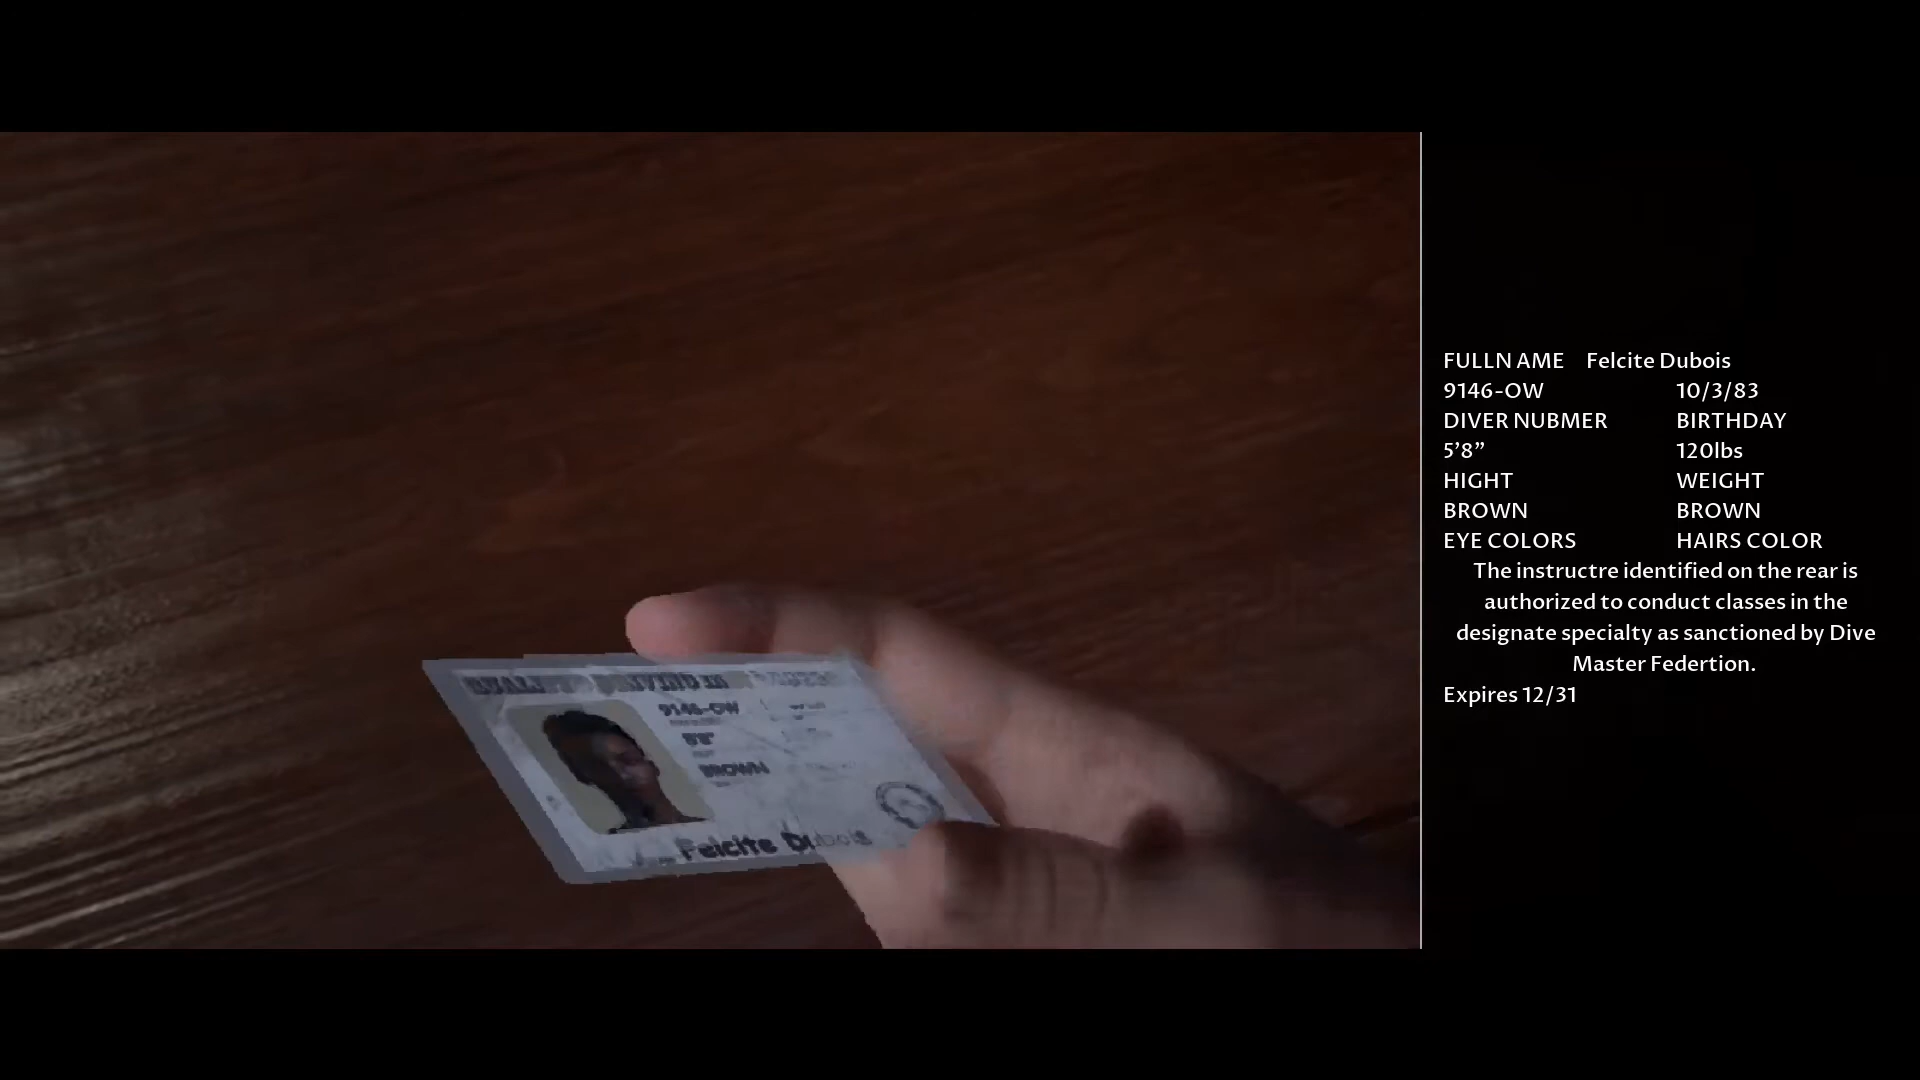 FULLN AME Felcite Dubois
9146-OW 10/3/83
DIVER NUBMER BIRTHDAY
5’8” 120lbs
HIGHT WEIGHT
BROWN BROWN
EYE COLORS HAIRS COLOR
The instructre identified on the rear is
authorized to conduct classes in the
designate specialty as sanctioned by Dive
Master Federtion.
Expires 12/31
9146-OW
5'8"
BROWN
Felcite Dubois